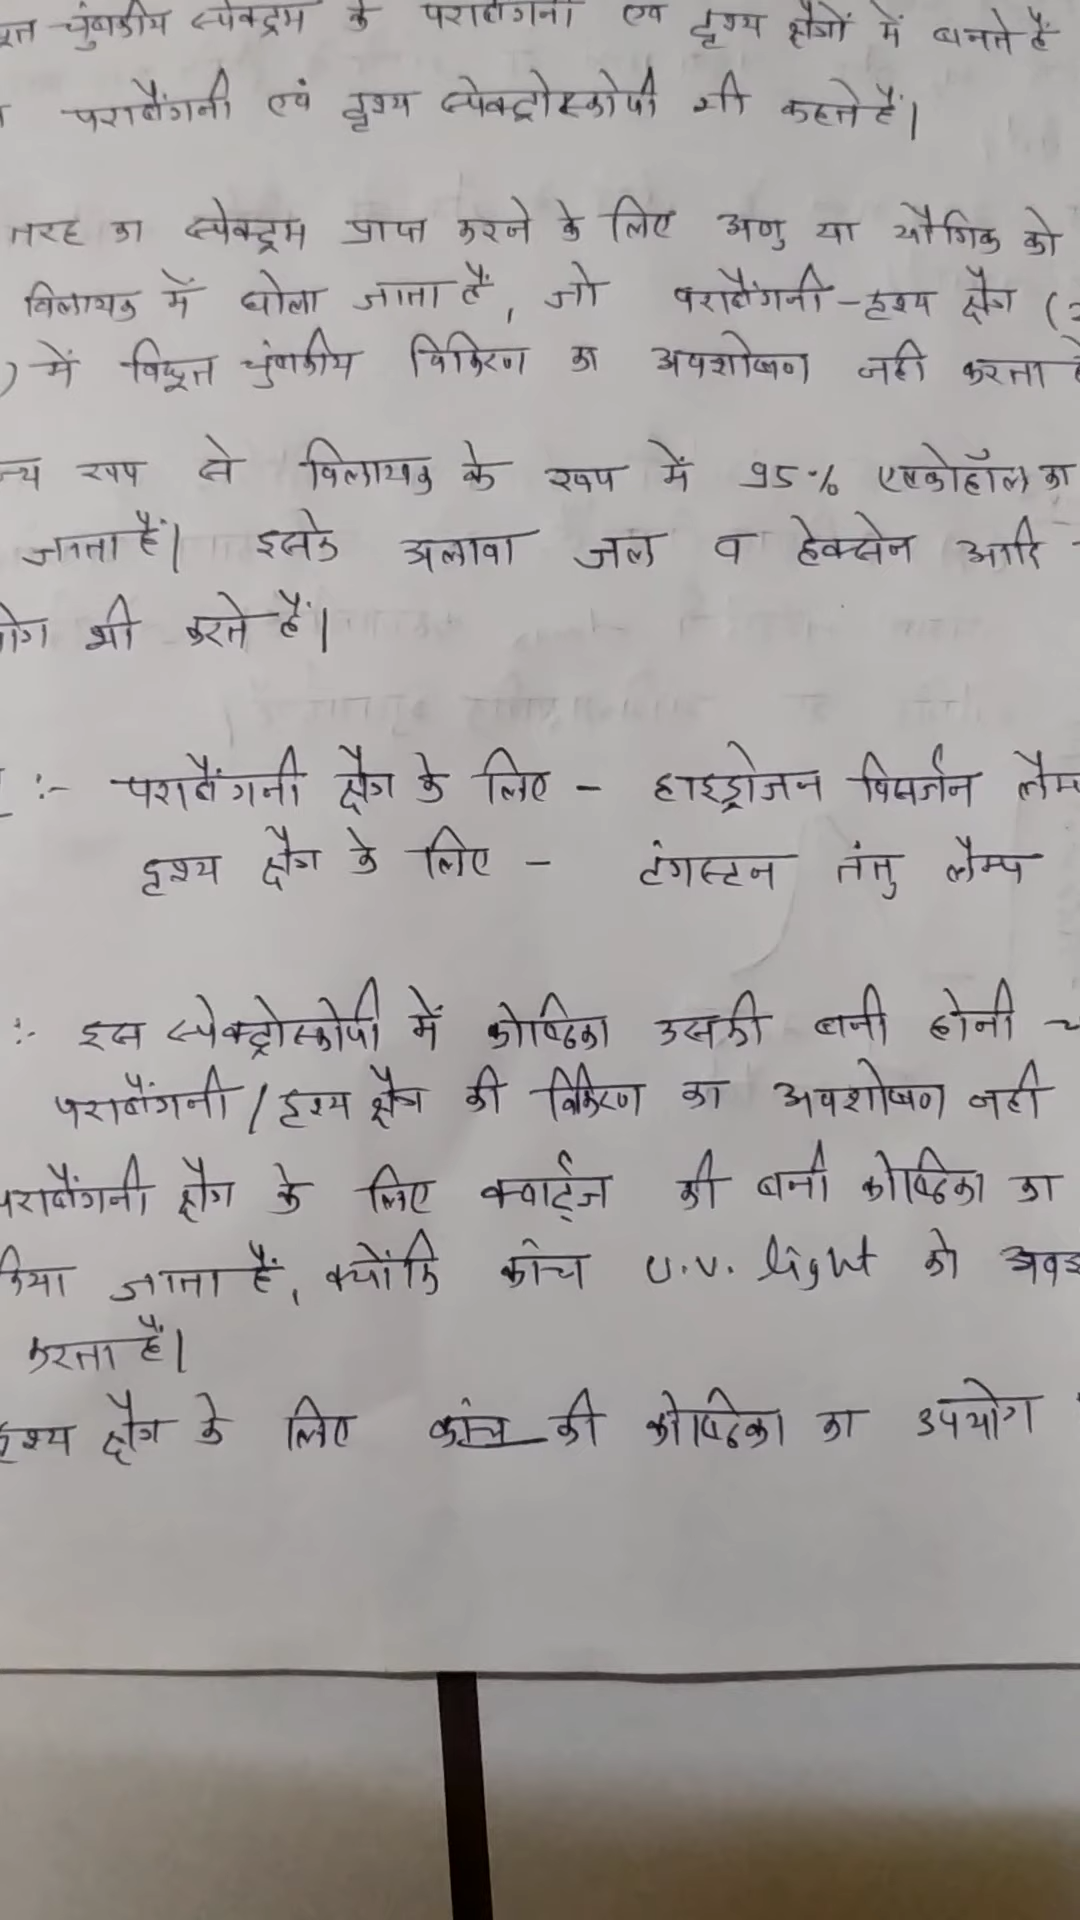 चुंबकीय स्पेक्ट्रम के पराबैंगनी एवं दृश्य क्षेत्रों में बनते हैं
पराबैंगनी एवं दृश्य स्पेक्ट्रोस्कोपी भी कहते हैं।
तरह का स्पेक्ट्रम प्राप्त करने के लिए अणु या यौगिक को
विलायक में घोला जाता है, जो पराबैंगनी-दृश्य क्षेत्र (
) में विद्युत चुंबकीय विकिरण का अवशोषण नही करता
रूप से विलायक के रूप में 95% एल्कोहॉल का
जाता है। इसके अलावा जल व हेक्सेन आदि
भी करते हैं।
:- पराबैंगनी क्षेत्र के लिए - हाइड्रोजन विसर्जन लैम्प
दृश्य क्षेत्र के लिए - टंगस्टन तंतु लैम्प
:- इस स्पेक्ट्रोस्कोपी में कोष्ठिका उसकी बनी होनी
पराबैंगनी/दृश्य क्षेत्र की विकिरण का अवशोषण नही
पराबैंगनी क्षेत्र के लिए क्वार्ट्ज की बनी कोष्ठिका का
किया जाता है, क्योंकि कांच U.V. light को
करता है।
दृश्य क्षेत्र के लिए कांच की कोष्ठिका का उपयोग